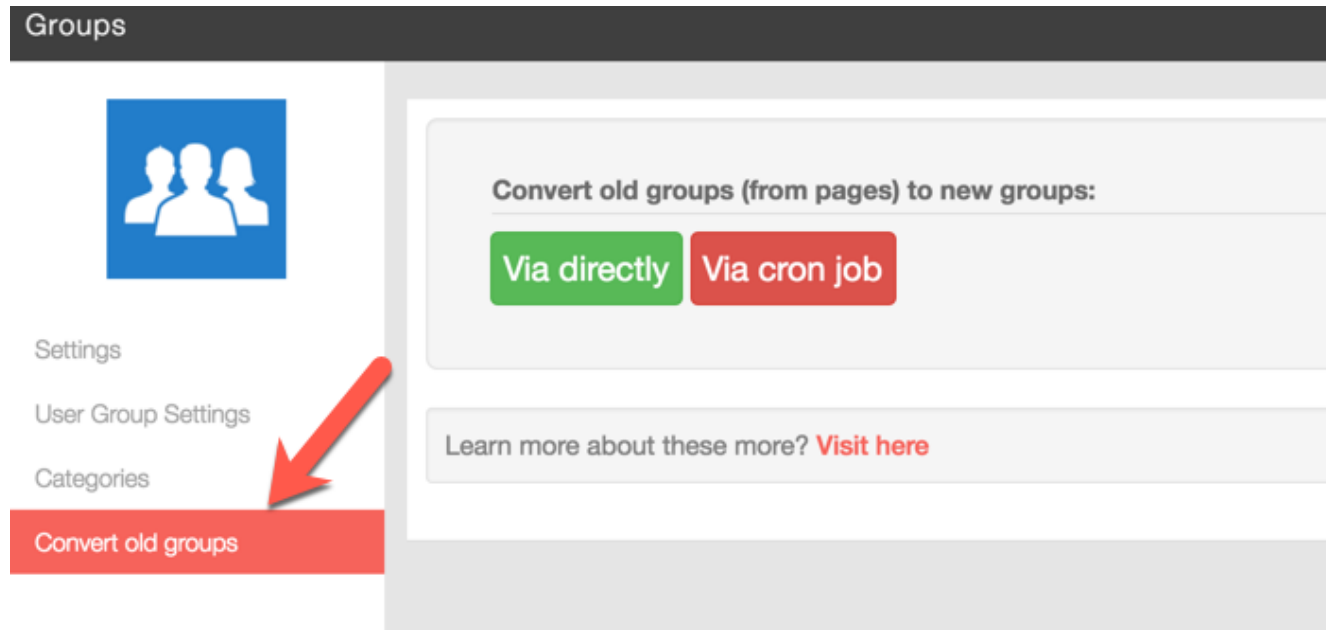 Groups
Settings
User Group Settings
Categories
Convert old groups
Convert old groups (from pages) to new groups:
Via directly Via cron job
Learn more about these more? Visit here